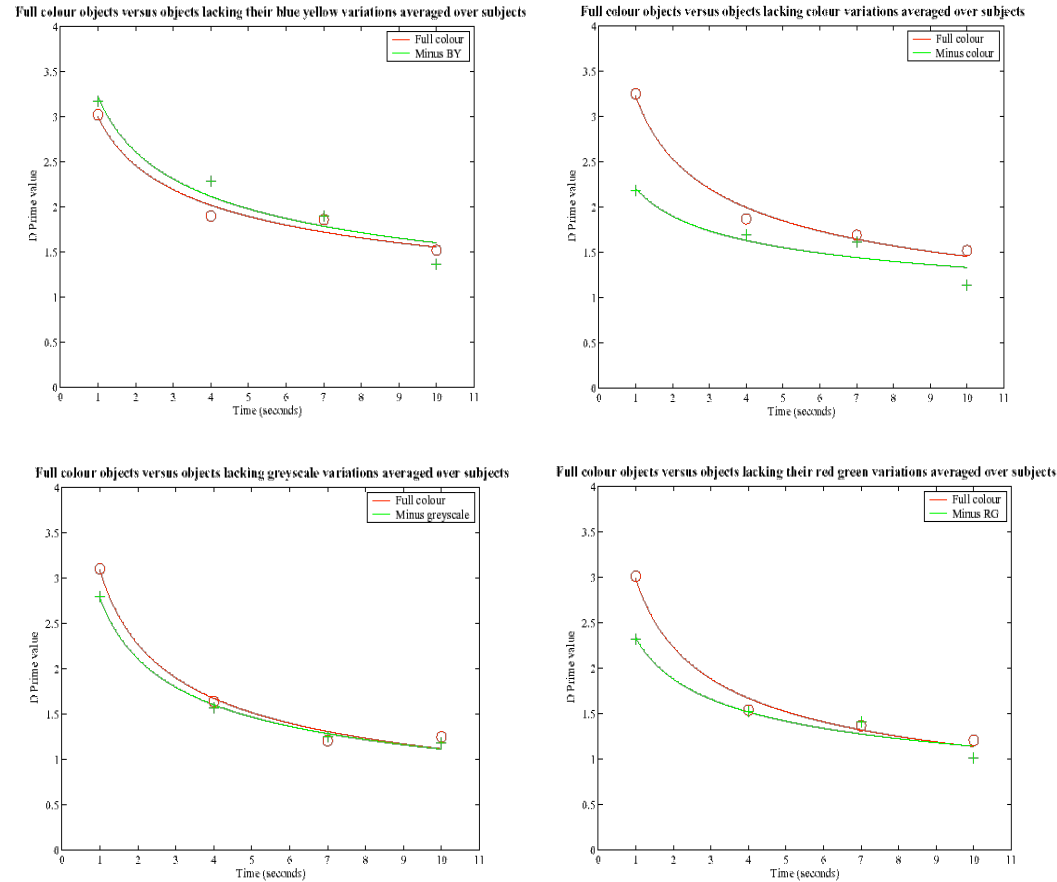 Full colour objects versus objects lacking their blue yellow variations averaged over subjects
4
3.5
3
2.5
2
1.5
1
0.5
0
D Prime value
Full colour
Minus BY
0 1 2 3 4 5 6 7 8 9 10 11
Time (seconds)
Full colour objects versus objects lacking colour variations averaged over subjects
4
3.5
3
2.5
2
1.5
1
0.5
0
D Prime value
Full colour
Minus colour
0 1 2 3 4 5 6 7 8 9 10 11
Time (seconds)
Full colour objects versus objects lacking greyscale variations averaged over subjects
4
3.5
3
2.5
2
1.5
1
0.5
0
D Prime value
Full colour
Minus greyscale
0 1 2 3 4 5 6 7 8 9 10 11
Time (seconds)
Full colour objects versus objects lacking their red green variations averaged over subjects
4
3.5
3
2.5
2
1.5
1
0.5
0
D Prime value
Full colour
Minus RG
0 1 2 3 4 5 6 7 8 9 10 11
Time (seconds)